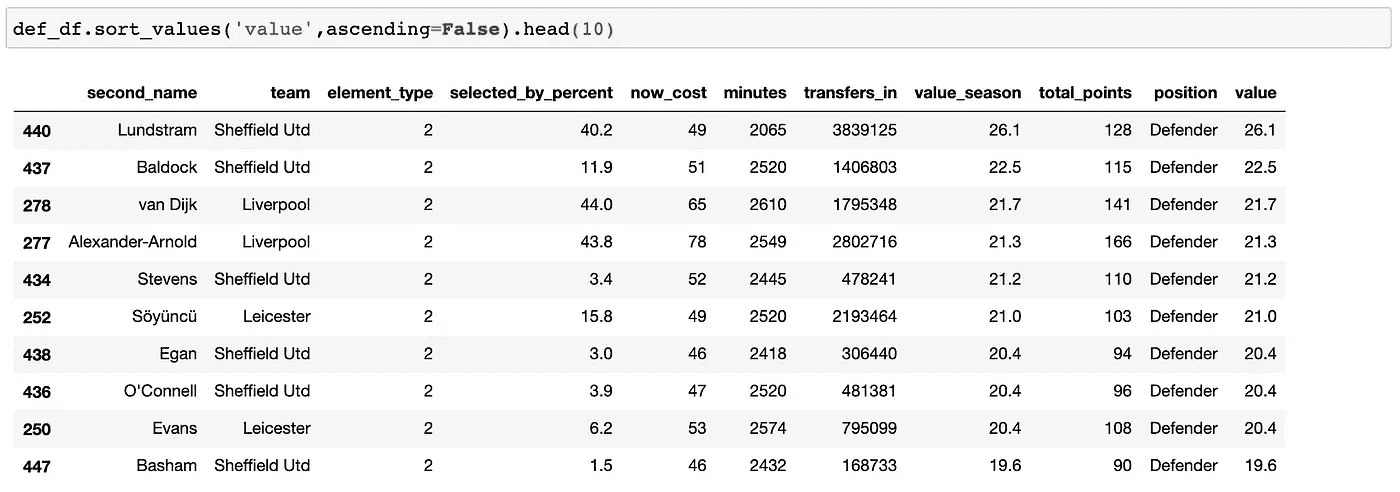 def_df.sort_values('value',ascending=False).head(10)
second_name team element_type selected_by_percent now_cost minutes transfers_in value_season total_points position value
440 Lundstram Sheffield Utd 2 40.2 49 2065 3839125 26.1 128 Defender 26.1
437 Baldock Sheffield Utd 2 11.9 51 2520 1406803 22.5 115 Defender 22.5
278 van Dijk Liverpool 2 44.0 65 2610 1795348 21.7 141 Defender 21.7
277 Alexander-Arnold Liverpool 2 43.8 78 2549 2802716 21.3 166 Defender 21.3
434 Stevens Sheffield Utd 2 3.4 52 2445 478241 21.2 110 Defender 21.2
252 Söyüncü Leicester 2 15.8 49 2520 2193464 21.0 103 Defender 21.0
438 Egan Sheffield Utd 2 3.0 46 2418 306440 20.4 94 Defender 20.4
436 O'Connell Sheffield Utd 2 3.9 47 2520 481381 20.4 96 Defender 20.4
250 Evans Leicester 2 6.2 53 2574 795099 20.4 108 Defender 20.4
447 Basham Sheffield Utd 2 1.5 46 2432 168733 19.6 90 Defender 19.6